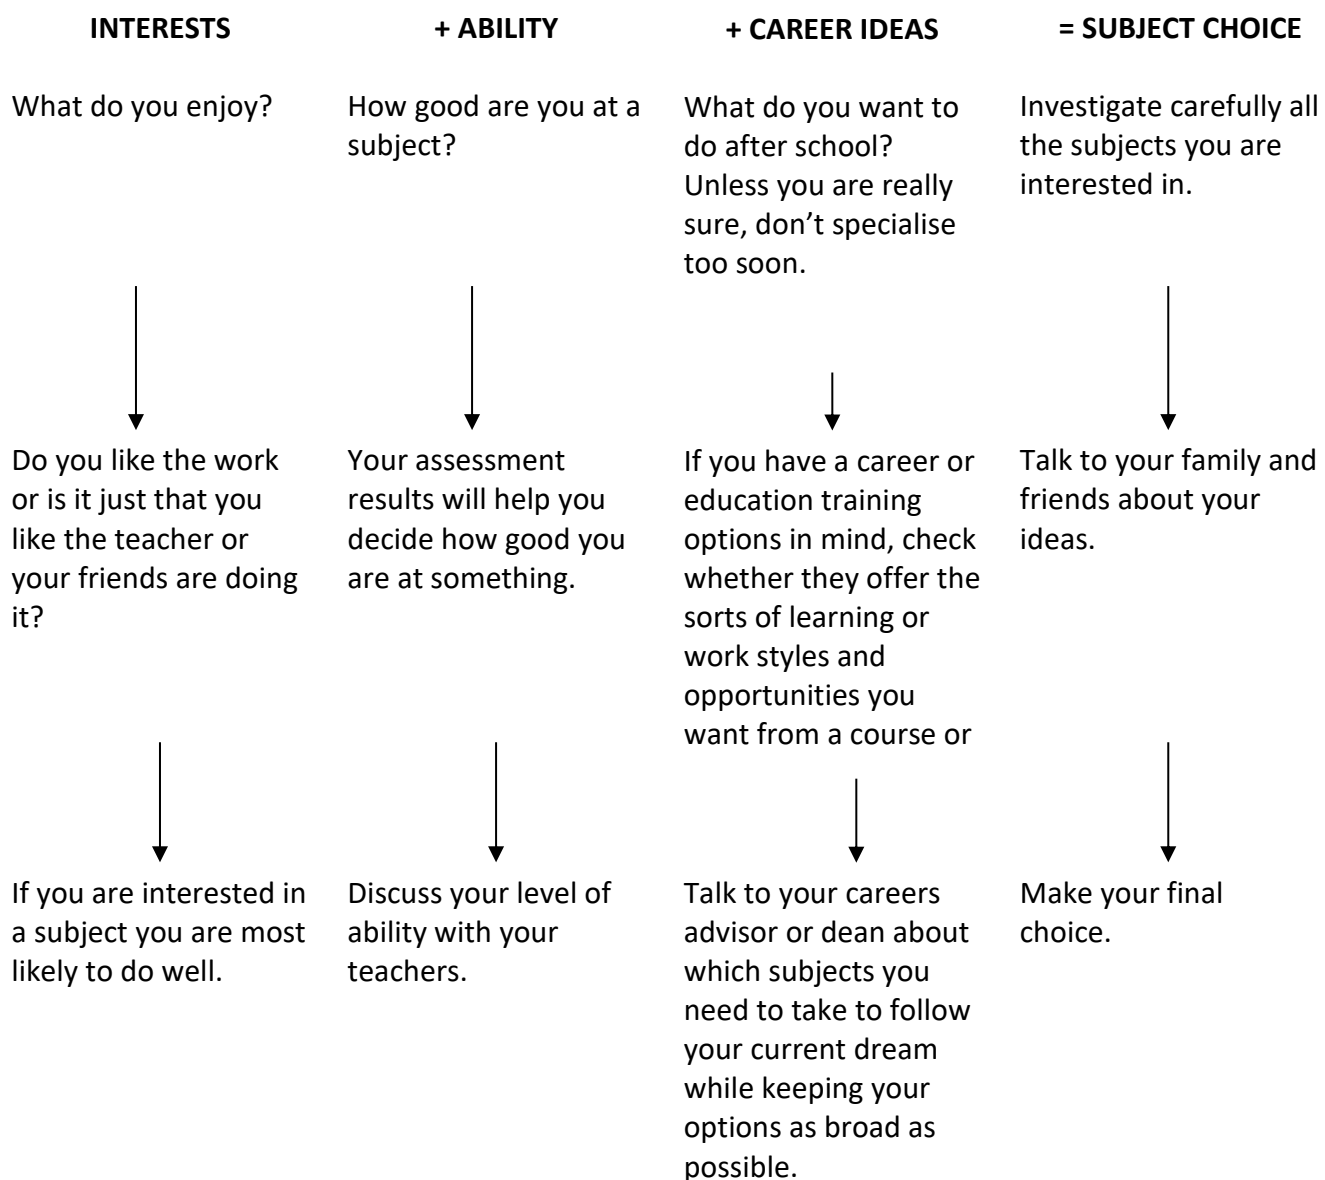 INTERESTS
What do you enjoy?
Do you like the work
or is it just that you
like the teacher or
your friends are doing
it?
If you are interested in
a subject you are most
likely to do well.
+ ABILITY
How good are you at a
subject?
Your assessment
results will help you
decide how good you
are at something.
Discuss your level of
ability with your
teachers.
+ CAREER IDEAS
What do you want to
do after school?
Unless you are really
sure, don’t specialise
too soon.
If you have a career or
education training
options in mind, check
whether they offer the
sorts of learning or
work styles and
opportunities you
want from a course or
Talk to your careers
advisor or dean about
which subjects you
need to take to follow
your current dream
while keeping your
options as broad as
possible.
= SUBJECT CHOICE
Investigate carefully all
the subjects you are
interested in.
Talk to your family and
friends about your
ideas.
Make your final
choice.